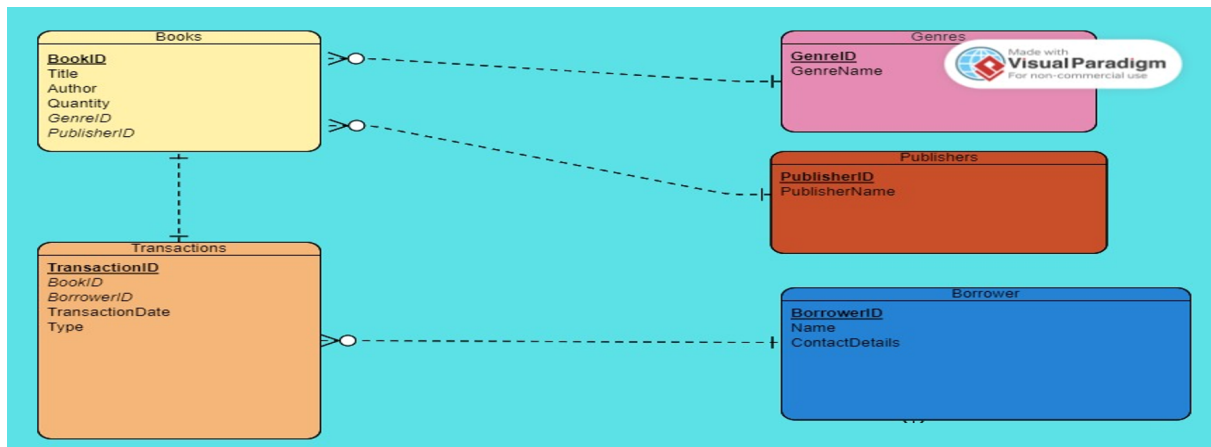 Books
BookID
Title
Author
Quantity
GenreID
PublisherID
Genres
GenreID
GenreName
Made with
Visual Paradigm
For non-commercial use
Publishers
PublisherID
PublisherName
Transactions
TransactionID
BookID
BorrowerID
TransactionDate
Type
Borrower
BorrowerID
Name
ContactDetails